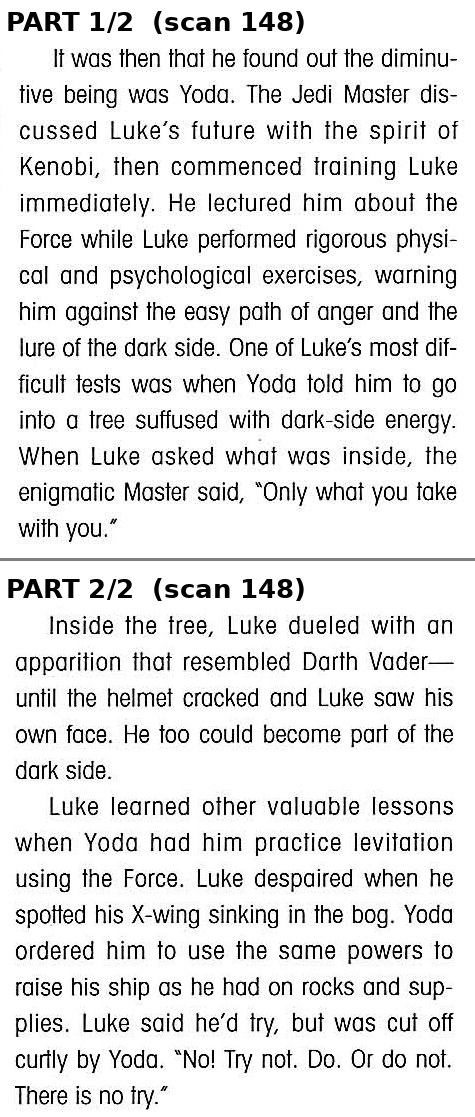 PART 1/2 (scan 148)
It was then that he found out the diminu-
tive being was Yoda. The Jedi Master dis-
cussed Luke's future with the spirit of
Kenobi, then commenced training Luke
immediately. He lectured him about the
Force while Luke performed rigorous physi-
cal and psychological exercises, warning
him against the easy path of anger and the
lure of the dark side. One of Luke's most dif-
ficult tests was when Yoda told him to go
into a tree suffused with dark-side energy.
When Luke asked what was inside, the
enigmatic Master said, "Only what you take
with you."
PART 2/2 (scan 148)
Inside the tree, Luke dueled with an
apparition that resembled Darth Vader—
until the helmet cracked and Luke saw his
own face. He too could become part of the
dark side.
Luke learned other valuable lessons
when Yoda had him practice levitation
using the Force. Luke despaired when he
spotted his X-wing sinking in the bog. Yoda
ordered him to use the same powers to
raise his ship as he had on rocks and sup-
plies. Luke said he'd try, but was cut off
curtly by Yoda. "No! Try not. Do. Or do not.
There is no try."